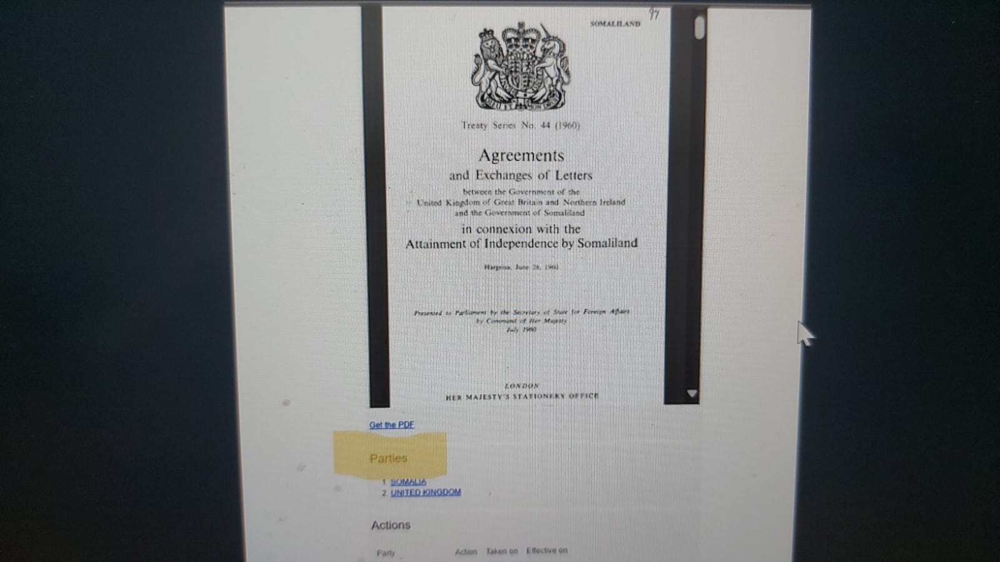 97
SOMALILAND
Treaty Series No. 44 (1960)
Agreements
and Exchanges of Letters
between the Government of the
United Kingdom of Great Britain and Northern Ireland
and the Government of Somaliland
in connexion with the
Attainment of Independence by Somaliland
Hargeisa, June 26, 1960
Presented to Parliament by the Secretary of State for Foreign Affairs
by Command of Her Majesty
July 1960
LONDON
HER MAJESTY'S STATIONERY OFFICE
Get the PDF
Parties
1 SOMALIA
2 UNITED KINGDOM
Actions
Party Action Taken on Effective on